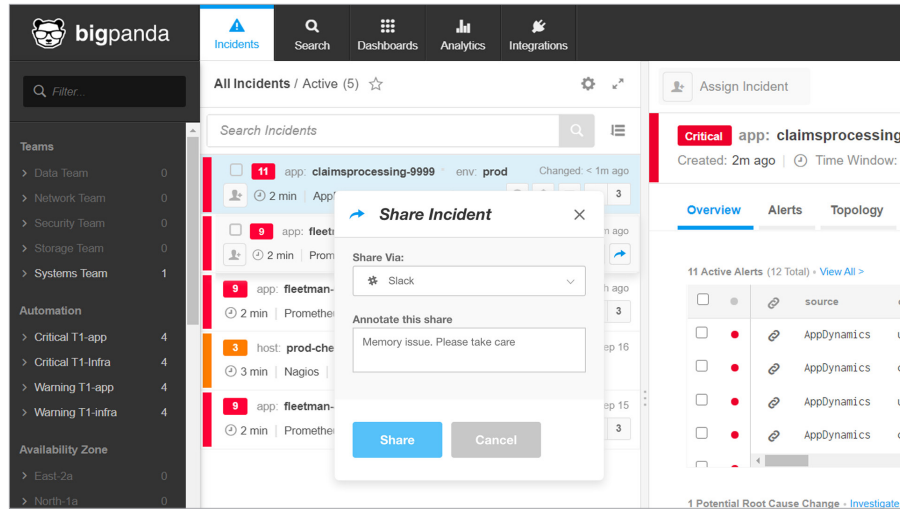 bigpanda
Incidents
Search
Dashboards
Analytics
Integrations
Filter...
Teams
Data Team 0
Network Team 0
Security Team 0
Storage Team 0
Systems Team 1
Automation
Critical T1-app 4
Critical T1-Infra 4
Warning T1-app 4
Warning T1-infra 4
Availability Zone
East-2a 0
North-1a 0
All Incidents / Active (5)
Search Incidents
11 app: claimsprocessing-9999 env: prod Changed: < 1m ago
2 min 3
9 app:
2 min ago
9 app: fleetman-
2 min ago
3
3 host:
3 min Nagios 16
9 app: fleetman-
2 min 15
3
Share Incident
Share Via:
Slack
Annotate this share
Memory issue. Please take care
Share Cancel
Assign Incident
Critical app:
Created: 2m ago Time Window:
Overview Alerts Topology
11 Active Alerts (12 Total) • View All >
source
AppDynamics
AppDynamics
AppDynamics
AppDynamics
1 Potential Root Cause Change - Investigate